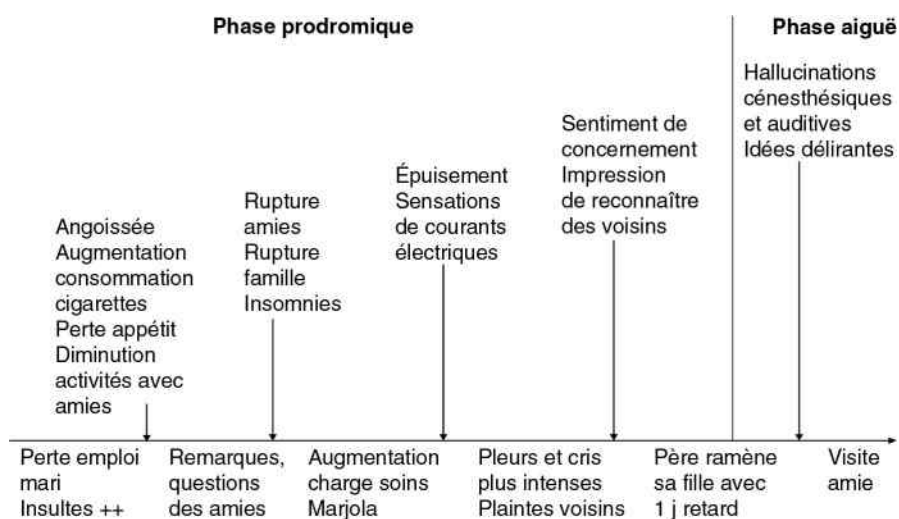 Phase prodromique
Phase aiguë
Hallucinations
cénesthésiques
et auditives
Idées délirantes
Sentiment de
concernement
Impression
de reconnaître
des voisins
Épuisement
Sensations
de courants
électriques
Rupture
amies
Rupture
famille
Insomnies
Angoissée
Augmentation
consommation
cigarettes
Perte appétit
Diminution
activités avec
amies
Perte emploi
mari
Insultes ++
Remarques,
questions
des amies
Augmentation
charge soins
Marjola
Pleurs et cris
plus intenses
Plaintes voisins
Père ramène
sa fille avec
1 j retard
Visite
amie